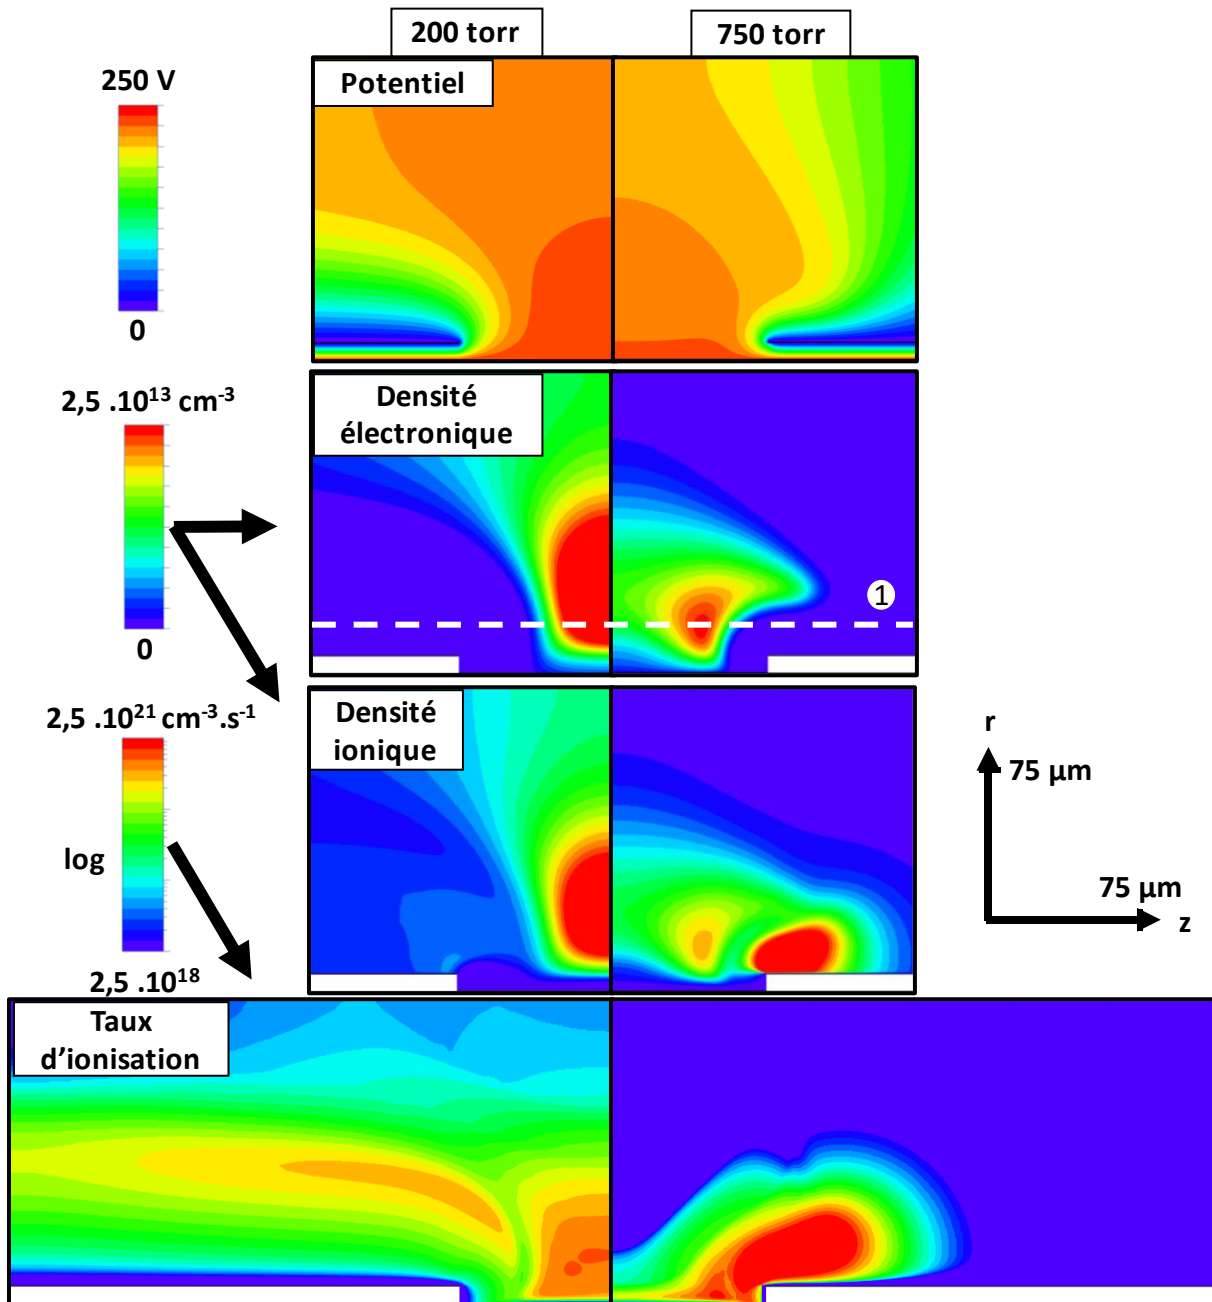 200 torr
750 torr
250 V
Potentiel
0
2,5 .10¹³ cm⁻³
Densité
électronique
1
0
2,5 .10²¹ cm⁻³.s⁻¹
Densité
ionique
r
75 μm
log
75 μm
z
2,5 .10¹⁸
Taux
d’ionisation